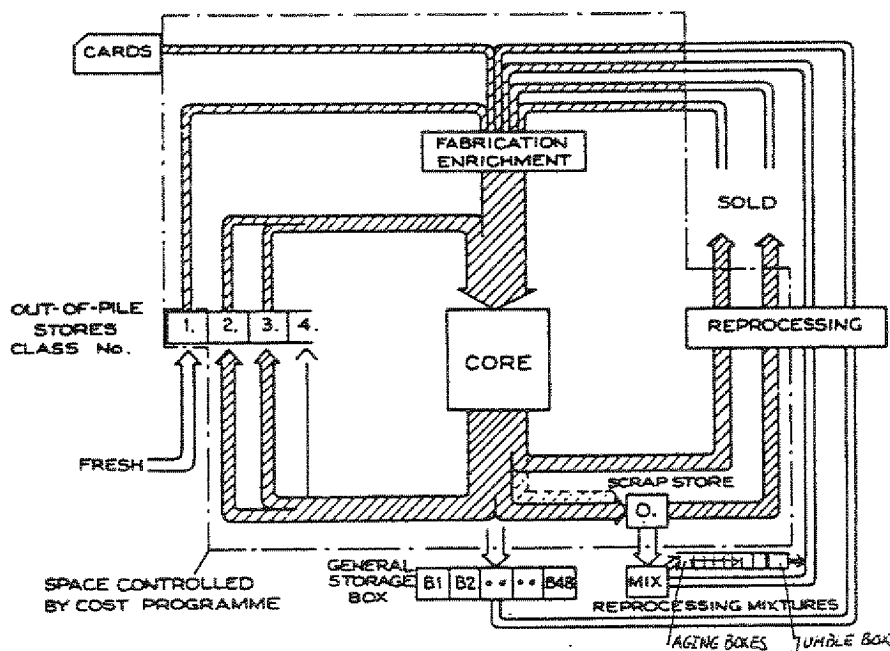 CARDS
FABRICATION
ENRICHMENT
SOLD
OUT-OF-PILE
STORES
CLASS No.
1. 2. 3. 4.
CORE
REPROCESSING
FRESH
SCRAP STORE
O.
SPACE CONTROLLED
BY COST PROGRAMME
GENERAL
STORAGE
BOX
B1 B2 •• •• B48
MIX
REPROCESSING MIXTURES
AGING BOXES
UMBLE BOX